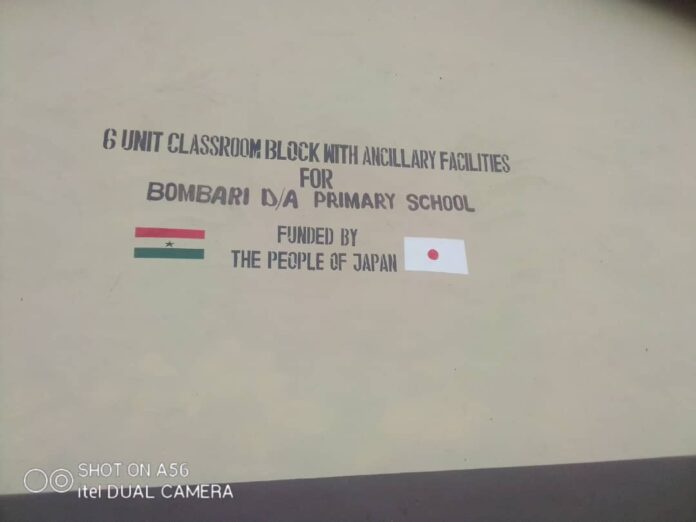 6 UNIT CLASSROOM BLOCK WITH ANCILLARY FACILITIES
FOR
BOMBARI D/A PRIMARY SCHOOL
FUNDED BY
THE PEOPLE OF JAPAN
SHOT ON A56
itel DUAL CAMERA